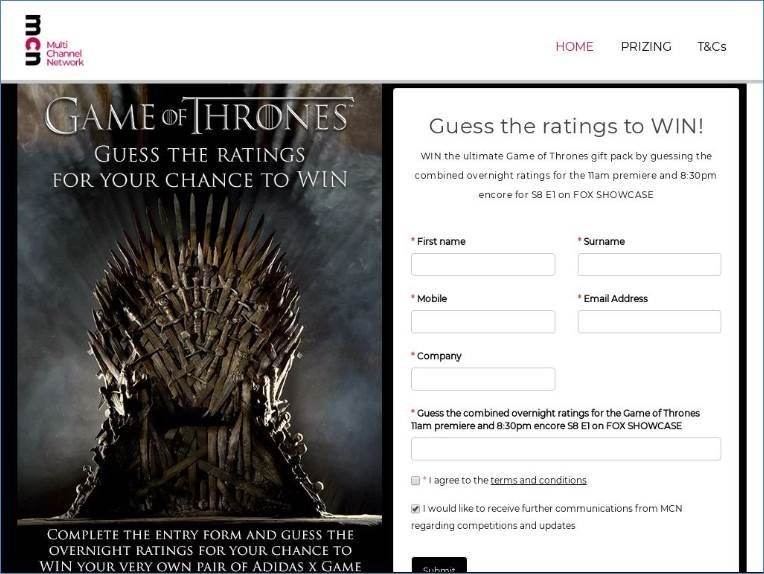 mcn
Multi
Channel
Network
HOME PRIZING T&Cs
GAME OF THRONES
GUESS THE RATINGS
FOR YOUR CHANCE TO WIN
COMPLETE THE ENTRY FORM AND GUESS THE
OVERNIGHT RATINGS FOR YOUR CHANCE TO
WIN YOUR VERY OWN PAIR OF ADIDAS X GAME
Guess the ratings to WIN!
WIN the ultimate Game of Thrones gift pack by guessing the
combined overnight ratings for the 11am premiere and 8:30pm
encore for S8 E1 on FOX SHOWCASE
* First name * Surname
* Mobile * Email Address
* Company
* Guess the combined overnight ratings for the Game of Thrones
11am premiere and 8:30pm encore S8 E1 on FOX SHOWCASE
* I agree to the terms and conditions
I would like to receive further communications from MCN
regarding competitions and updates
Submit